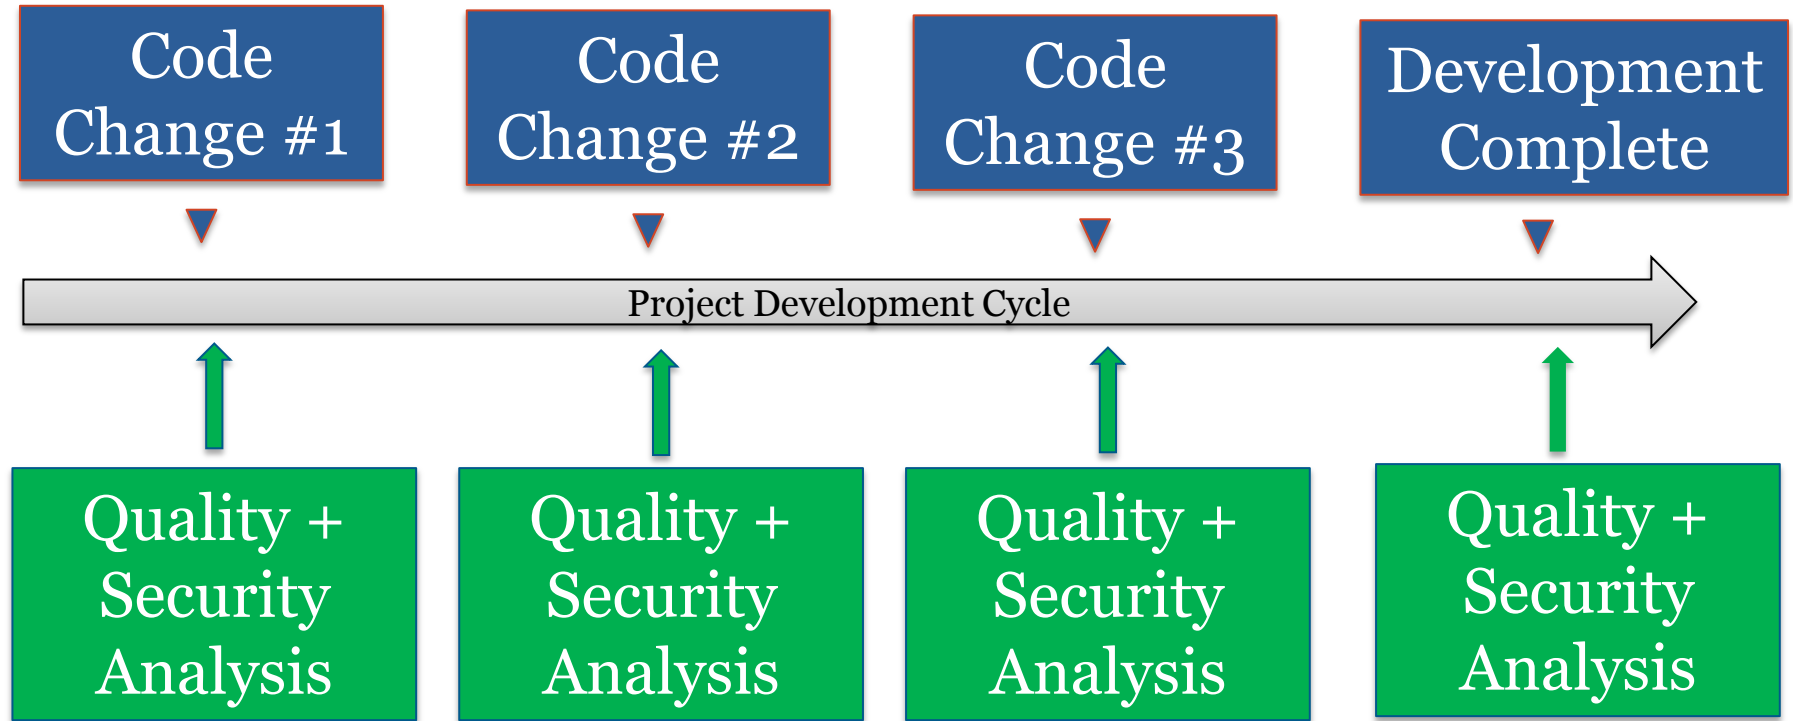 Code
Change #1
Code
Change #2
Code
Change #3
Development
Complete
Project Development Cycle
Quality +
Security
Analysis
Quality +
Security
Analysis
Quality +
Security
Analysis
Quality +
Security
Analysis